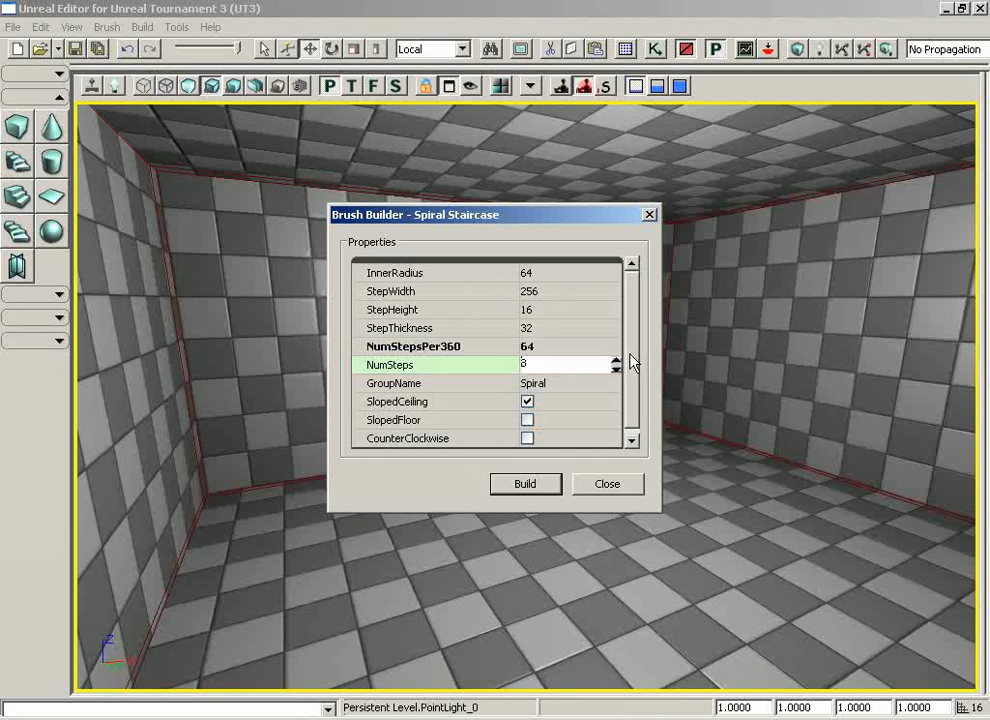 Unreal Editor for Unreal Tournament 3 (UT3)
File Edit View Brush Build Tools Help
Local
K
P
No Propagation
P T F S
S
Brush Builder - Spiral Staircase
Properties
InnerRadius 64
StepWidth 256
StepHeight 16
StepThickness 32
NumStepsPer360 64
NumSteps 8
GroupName Spiral
SlopedCeiling
SlopedFloor
CounterClockwise
Build Close
Z
X
Persistent Level.PointLight_0 1.0000 1.0000 1.0000 1.0000 16